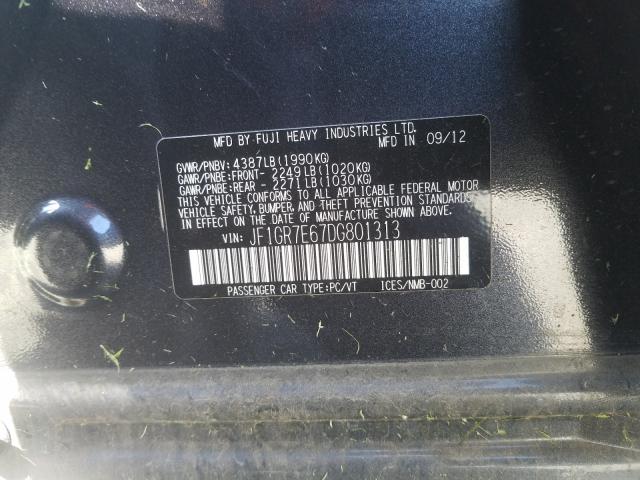 MFD BY FUJI HEAVY INDUSTRIES LTD.
MFD IN 09/12
GVWR/PNBV: 4387LB(1990KG)
GAWR/PNBE:FRONT- 2249LB(1020KG)
GAWR/PNBE:REAR - 2271LB(1030KG)
THIS VEHICLE CONFORMS TO ALL APPLICABLE FEDERAL MOTOR
VEHICLE SAFETY, BUMPER, AND THEFT PREVENTION STANDARDS
IN EFFECT ON THE DATE OF MANUFACTURE SHOWN ABOVE.
VIN: JF1GR7E67DG801313
PASSENGER CAR TYPE:PC/VT ICES/NMB-002